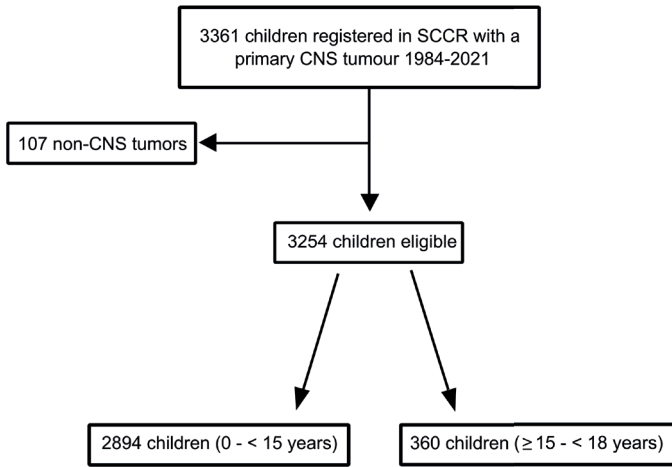 3361 children registered in SCCR with a
primary CNS tumour 1984-2021
107 non-CNS tumors
3254 children eligible
2894 children (0 - < 15 years)
360 children (≥ 15 - < 18 years)